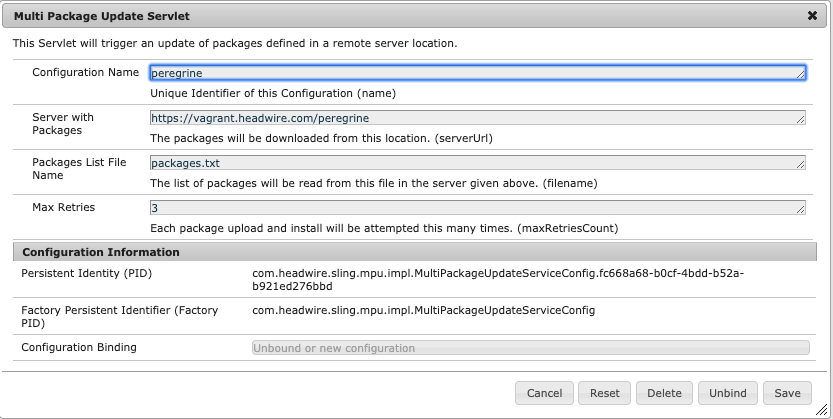 Multi Package Update Servlet
This Servlet will trigger an update of packages defined in a remote server location.
Configuration Name
peregrine
Unique Identifier of this Configuration (name)
Server with
Packages
https://vagrant.headwire.com/peregrine
The packages will be downloaded from this location. (serverUrl)
Packages List File
Name
packages.txt
The list of packages will be read from this file in the server given above. (filename)
Max Retries
3
Each package upload and install will be attempted this many times. (maxRetriesCount)
Configuration Information
Persistent Identity (PID)
com.headwire.sling.mpu.impl.MultiPackageUpdateServiceConfig.fc668a68-b0cf-4bdd-b52a-
b921ed276bbd
Factory Persistent Identifier (Factory
PID)
com.headwire.sling.mpu.impl.MultiPackageUpdateServiceConfig
Configuration Binding
Unbound or new configuration
Cancel Reset Delete Unbind Save